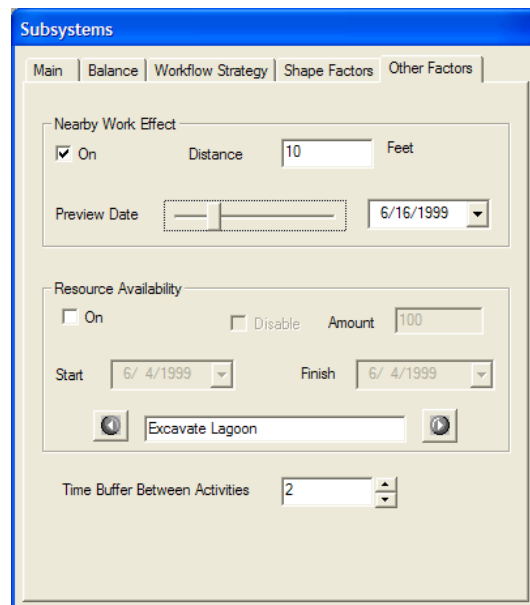 Subsystems
Main Balance Workflow Strategy Shape Factors Other Factors
Nearby Work Effect
On Distance 10 Feet
Preview Date 6/16/1999
Resource Availability
On Disable Amount 100
Start 6/ 4/1999 Finish 6/ 4/1999
Excavate Lagoon
Time Buffer Between Activities 2